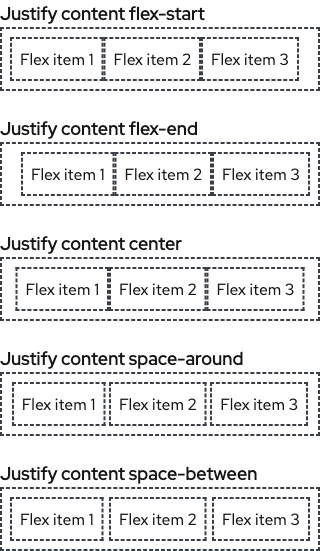 Justify content flex-start
Flex item 1 Flex item 2 Flex item 3
Justify content flex-end
Flex item 1 Flex item 2 Flex item 3
Justify content center
Flex item 1 Flex item 2 Flex item 3
Justify content space-around
Flex item 1 Flex item 2 Flex item 3
Justify content space-between
Flex item 1 Flex item 2 Flex item 3